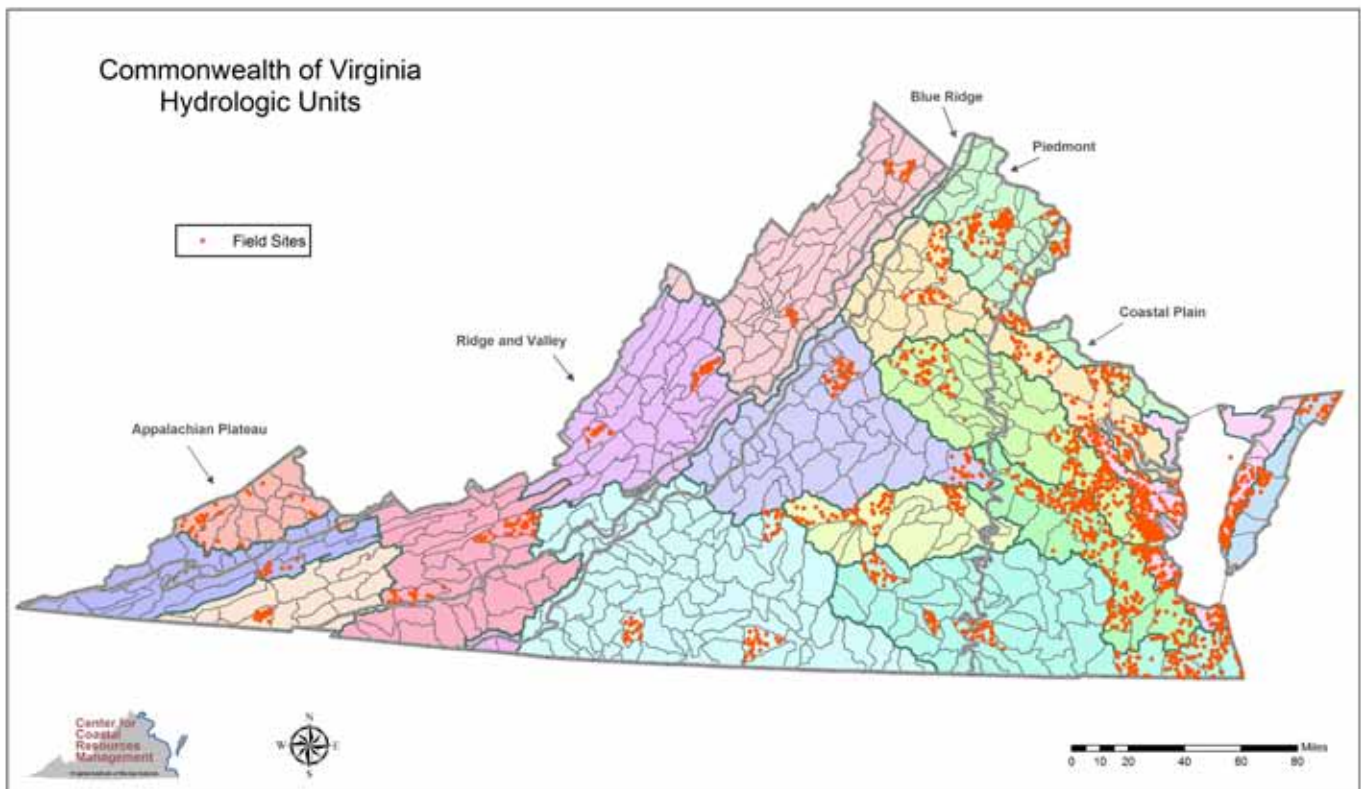 Commonwealth of Virginia
Hydrologic Units
Blue Ridge
Piedmont
Field Sites
Coastal Plain
Ridge and Valley
Appalachian Plateau
Center for
Coastal
Resources
Management
N
W E
S
Miles
0 10 20 40 60 80